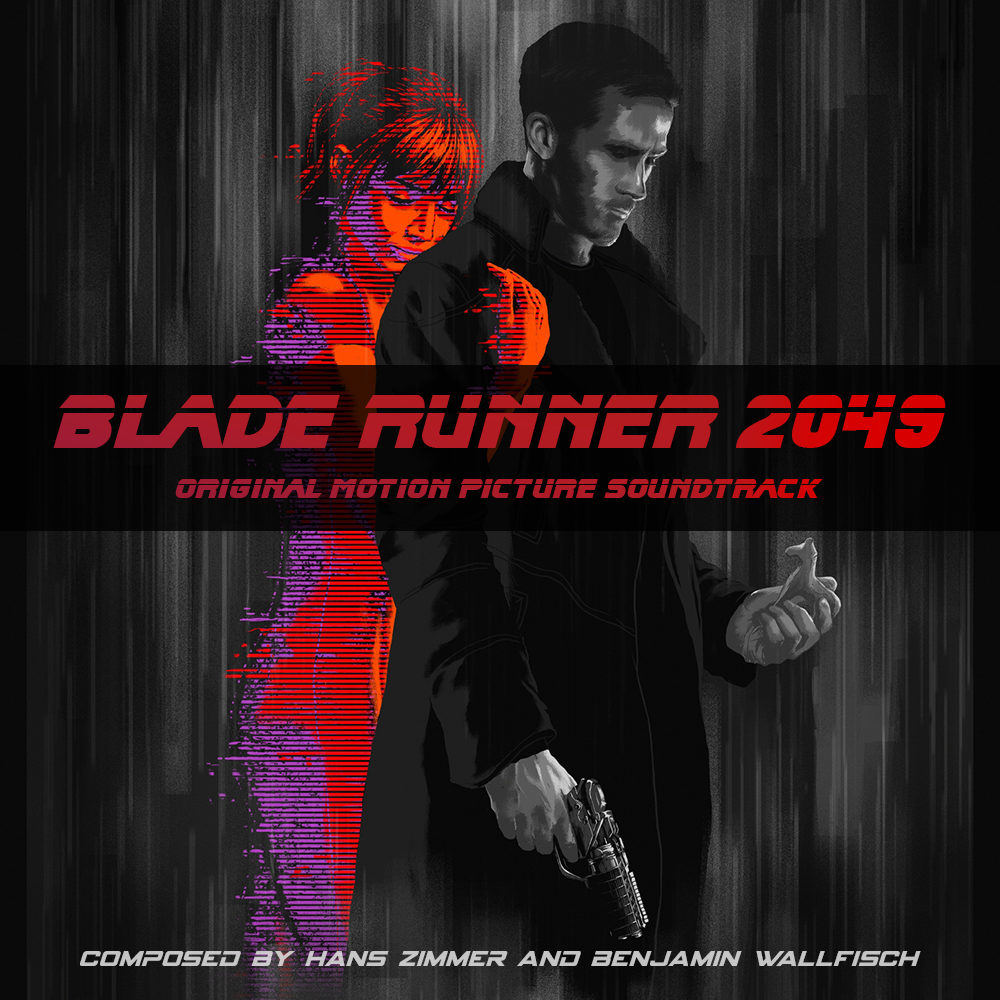 BLADE RUNNER 2049
ORIGINAL MOTION PICTURE SOUNDTRACK
COMPOSED BY HANS ZIMMER AND BENJAMIN WALLFISCH